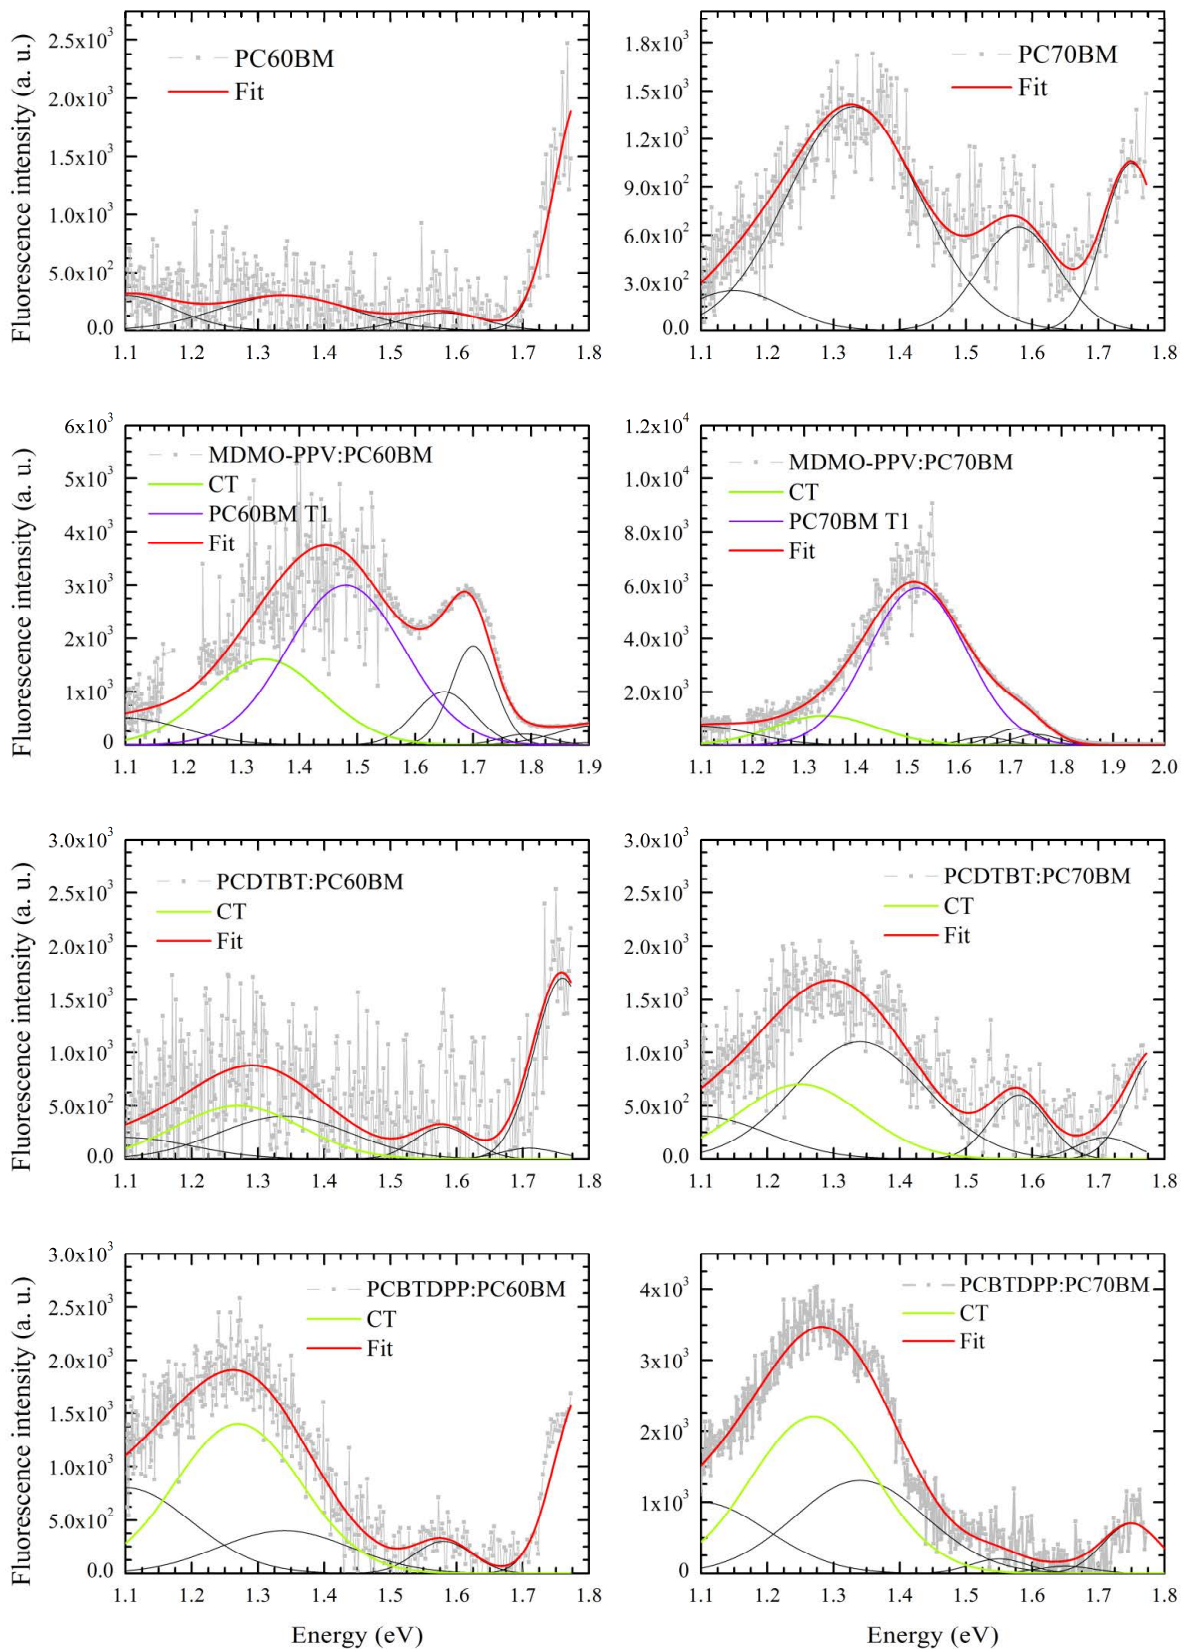 Fluorescence intensity (a. u.)
2.5x10³
2.0x10³
1.5x10³
1.0x10³
5.0x10²
0.0
PC60BM
Fit
1.1 1.2 1.3 1.4 1.5 1.6 1.7 1.8
1.8x10³
1.5x10³
1.2x10³
9.0x10²
6.0x10²
3.0x10²
0.0
PC70BM
Fit
1.1 1.2 1.3 1.4 1.5 1.6 1.7 1.8
Fluorescence intensity (a. u.)
6x10³
5x10³
4x10³
3x10³
2x10³
1x10³
0
MDMO-PPV:PC60BM
CT
PC60BM T1
Fit
1.1 1.2 1.3 1.4 1.5 1.6 1.7 1.8 1.9
1.2x10⁴
1.0x10⁴
8.0x10³
6.0x10³
4.0x10³
2.0x10³
0.0
MDMO-PPV:PC70BM
CT
PC70BM T1
Fit
1.1 1.2 1.3 1.4 1.5 1.6 1.7 1.8 1.9 2.0
Fluorescence intensity (a. u.)
3.0x10³
2.5x10³
2.0x10³
1.5x10³
1.0x10³
5.0x10²
0.0
PCDTBT:PC60BM
CT
Fit
1.1 1.2 1.3 1.4 1.5 1.6 1.7 1.8
3.0x10³
2.5x10³
2.0x10³
1.5x10³
1.0x10³
5.0x10²
0.0
PCDTBT:PC70BM
CT
Fit
1.1 1.2 1.3 1.4 1.5 1.6 1.7 1.8
Fluorescence intensity (a. u.)
3.0x10³
2.5x10³
2.0x10³
1.5x10³
1.0x10³
5.0x10²
0.0
PCBTDPP:PC60BM
CT
Fit
1.1 1.2 1.3 1.4 1.5 1.6 1.7 1.8
Energy (eV)
4x10³
3x10³
2x10³
1x10³
0
PCBTDPP:PC70BM
CT
Fit
1.1 1.2 1.3 1.4 1.5 1.6 1.7 1.8
Energy (eV)